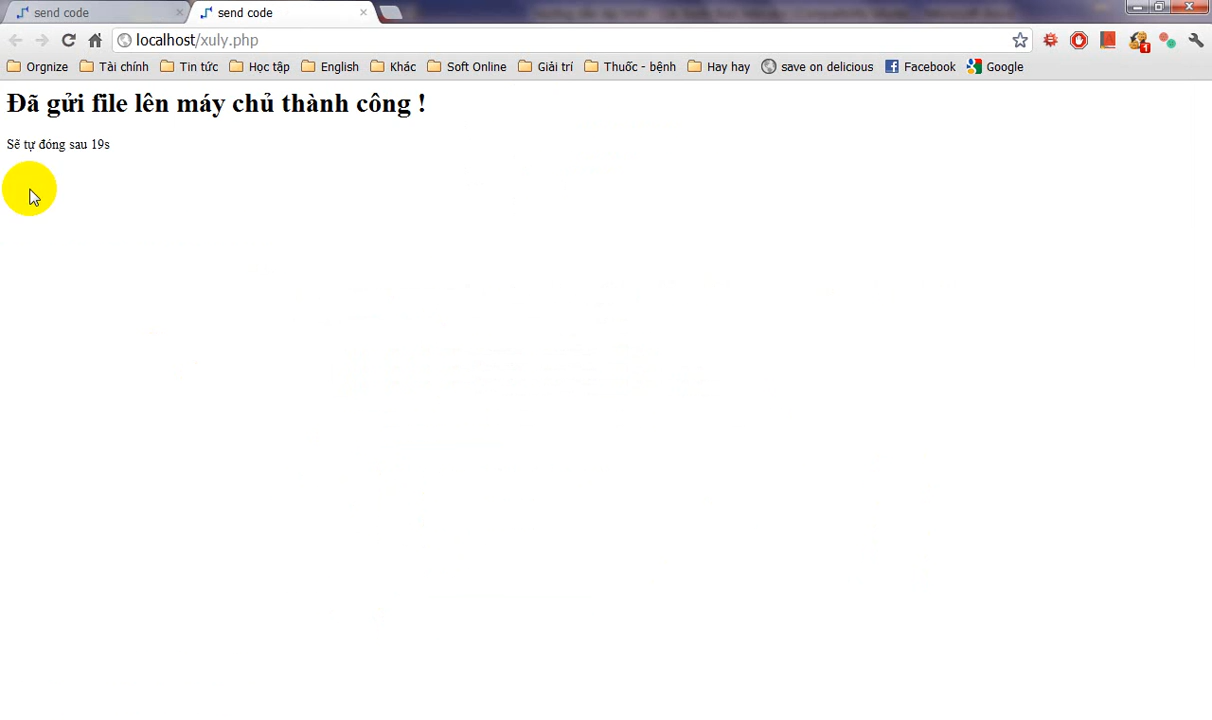 send code
send code
localhost/xuly.php
Orgnize Tài chính Tin tức Học tập English Khác Soft Online Giải trí Thuốc - bệnh Hay hay save on delicious Facebook Google
1
Đã gửi file lên máy chủ thành công !
Sẽ tự đóng sau 19s